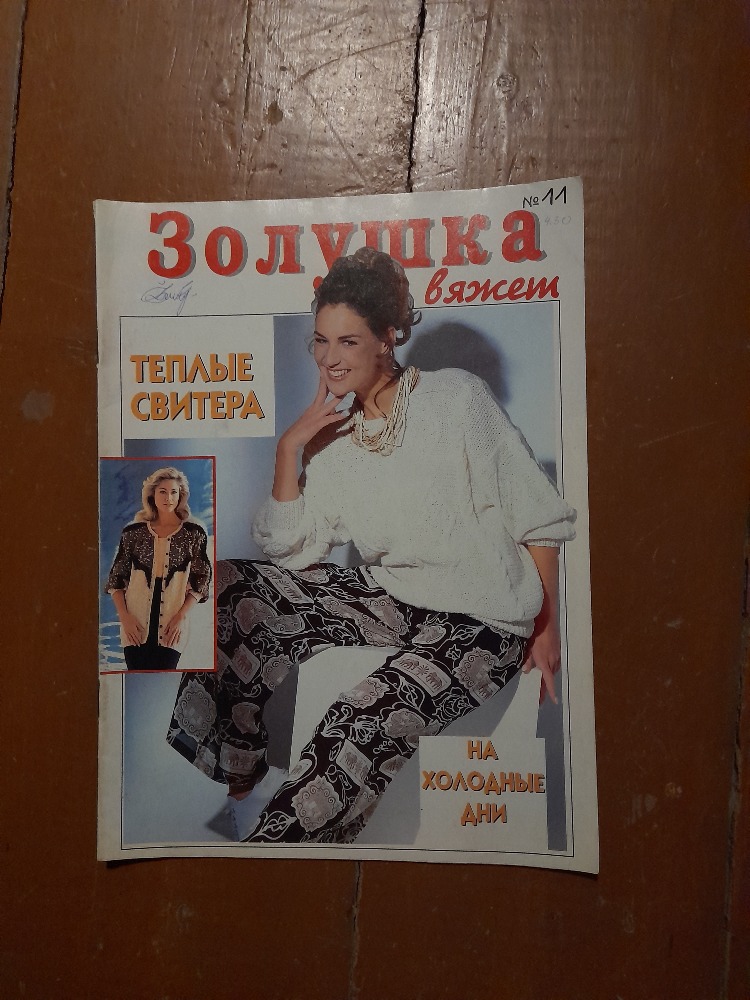 №11
Золушка
вяжет
ТЕПЛЫЕ
СВИТЕРА
НА
ХОЛОДНЫЕ
ДНИ